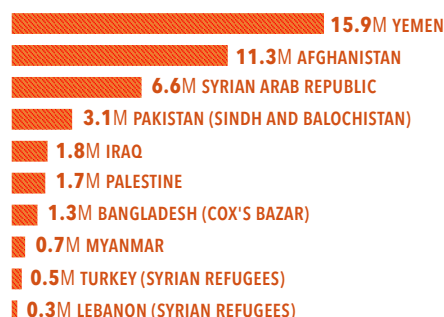 15.9M YEMEN
11.3M AFGHANISTAN
6.6M SYRIAN ARAB REPUBLIC
3.1M PAKISTAN (SINDH AND BALOCHISTAN)
1.8M IRAQ
1.7M PALESTINE
1.3M BANGLADESH (COX'S BAZAR)
0.7M MYANMAR
0.5M TURKEY (SYRIAN REFUGEES)
0.3M LEBANON (SYRIAN REFUGEES)